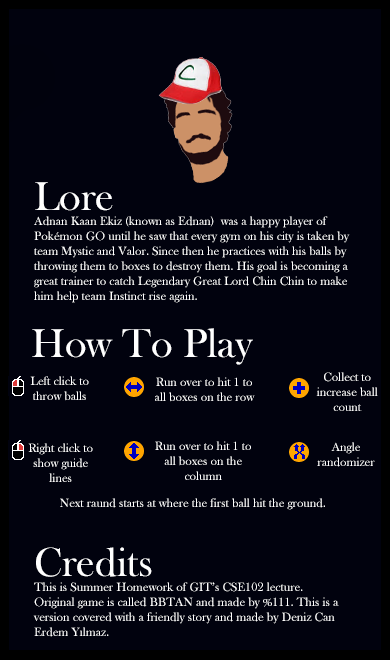 Lore
Adnan Kaan Ekiz (known as Ednan)  was a happy player of
Pokémon GO until he saw that every gym on his city is taken by
team Mystic and Valor. Since then he practices with his balls by
throwing them to boxes to destroy them. His goal is becoming a
great trainer to catch Legendary Great Lord Chin Chin to make
him help team Instinct rise again.
How To Play
Left click to
throw balls
Run over to hit 1 to
all boxes on the row
Collect to
increase ball
count
Right click to
show guide
lines
Run over to hit 1 to
all boxes on the
column
Angle
randomizer
Next raund starts at where the first ball hit the ground.
Credits
This is Summer Homework of GIT's CSE102 lecture.
Original game is called BBTAN and made by %111. This is a
version covered with a friendly story and made by Deniz Can
Erdem Yılmaz.